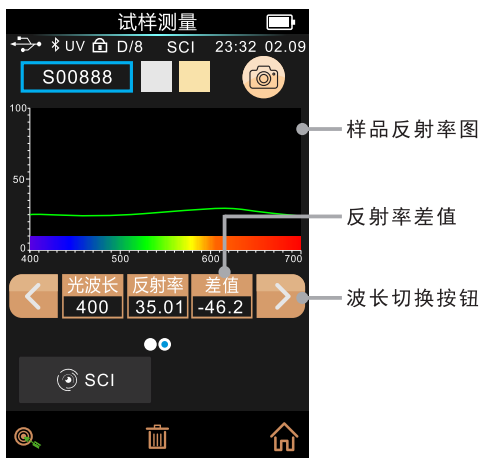 试样测量
UV D/8 SCI 23:32 02.09
S00888
100
50
0
400 500 600 700
样品反射率图
反射率差值
光波长 反射率 差值
400 35.01 -46.2
波长切换按钮
SCI